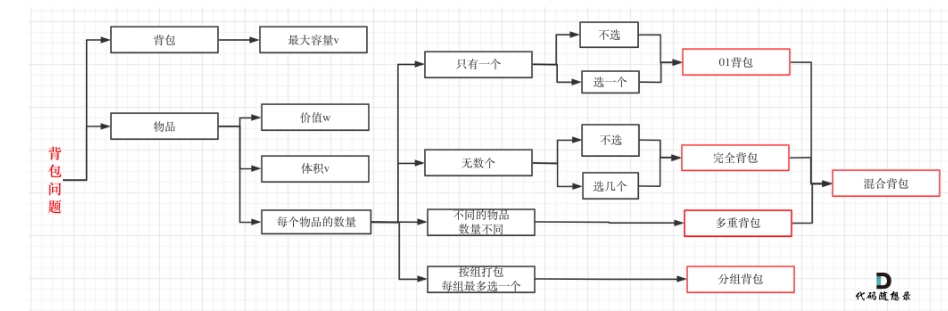 背包问题
背包
最大容量v
物品
价值w
体积v
每个物品的数量
只有一个
不选
选一个
01背包
无数个
不选
选几个
完全背包
不同的物品
数量不同
多重背包
混合背包
按组打包
每组最多选一个
分组背包
代码随想录